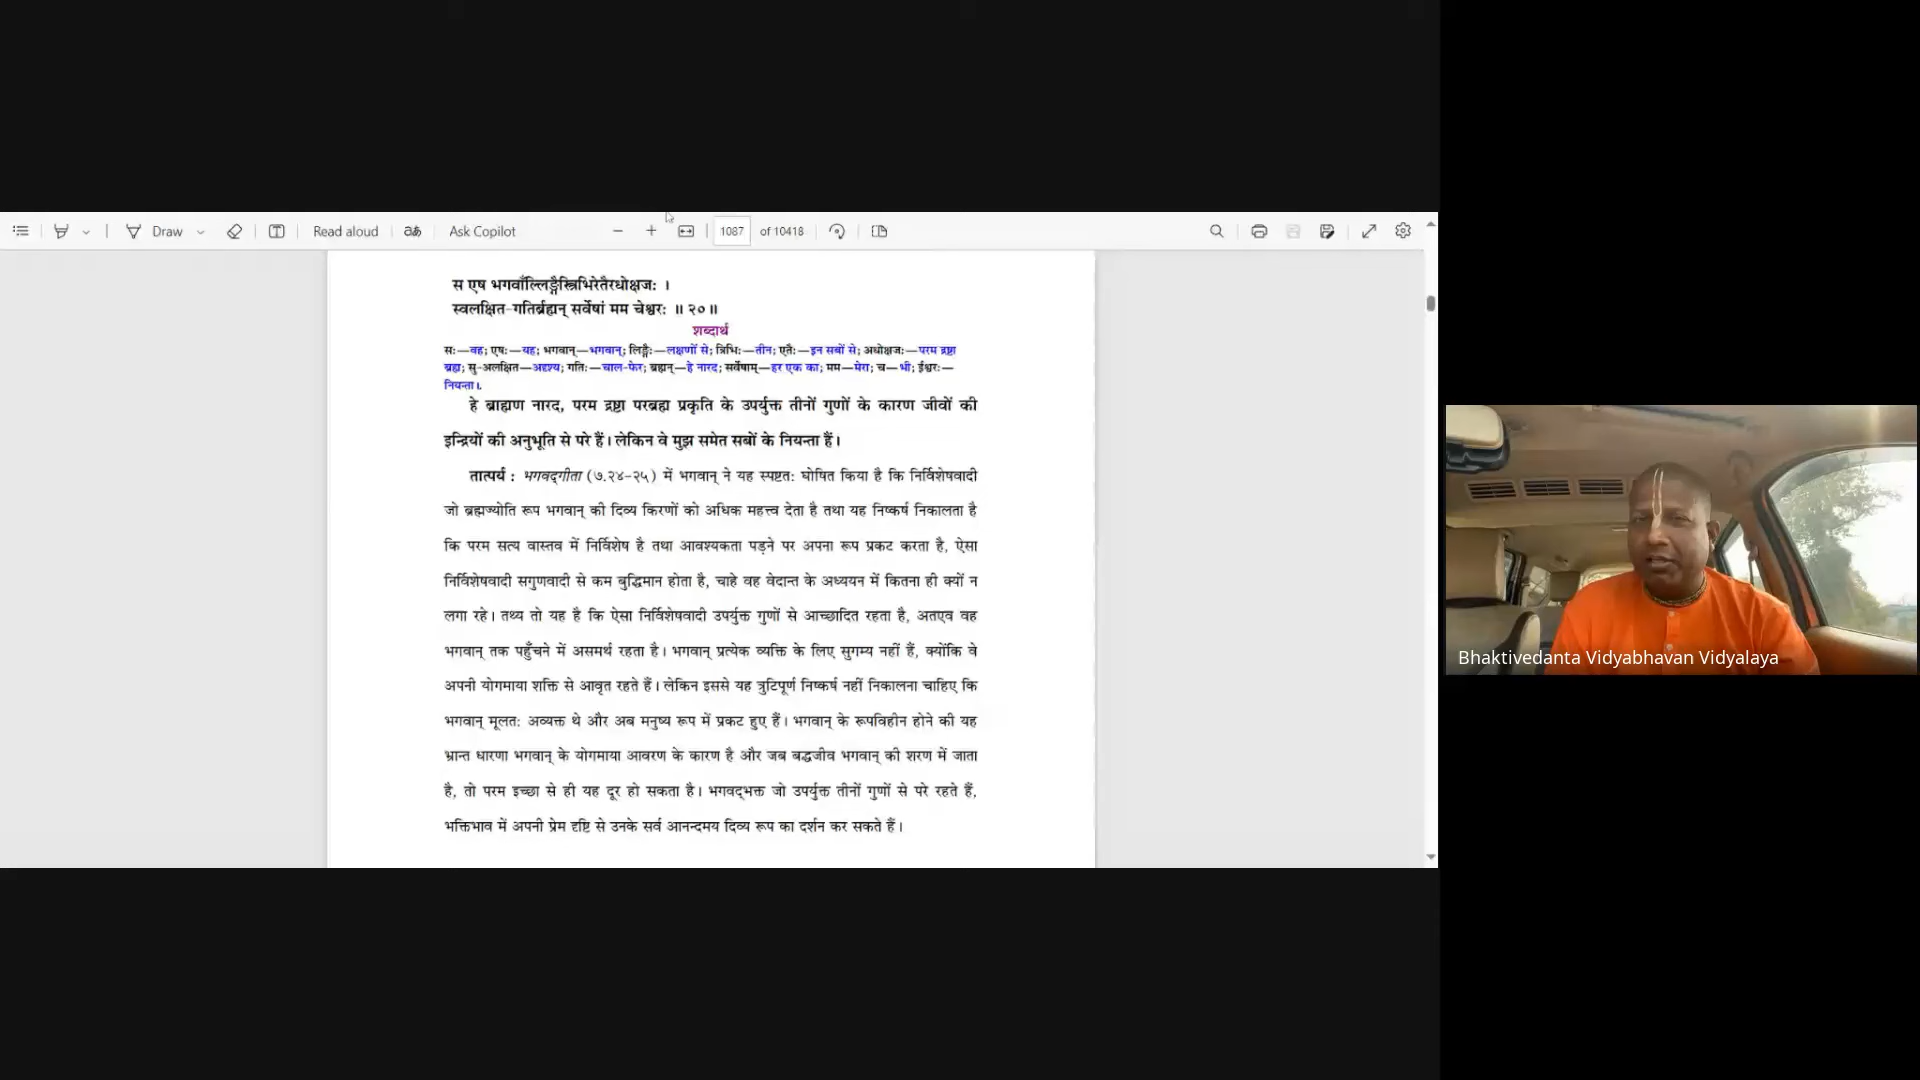 Draw
Read aloud
aあ
Ask Copilot
1087 of 10418
स एष भगवाँल्लिङ्गैस्त्रिभिरेतैरधोक्षजः ।
स्वलक्षित-गतिर्ब्रह्मन् सर्वेषां मम चेश्वरः ॥ २०॥
शब्दार्थ
सः—वह; एषः—यह; भगवान्—भगवान्; लिङ्गैः—लक्षणों से; त्रिभिः—तीन; एतैः—इन सबों से; अधोक्षजः—परम द्रष्टा
ब्रह्म; सु-अलक्षित—अदृश्य; गतिः—चाल-फेर; ब्रह्मन्—हे नारद; सर्वेषाम्—हर एक का; मम—मेरा; च—भी; ईश्वरः—
नियन्ता।.
हे ब्राह्मण नारद, परम द्रष्टा परब्रह्म प्रकृति के उपर्युक्त तीनों गुणों के कारण जीवों की
इन्द्रियों की अनुभूति से परे हैं। लेकिन वे मुझ समेत सबों के नियन्ता हैं।
तात्पर्य : भगवद्गीता (७.२४-२५) में भगवान् ने यह स्पष्टतः घोषित किया है कि निर्विशेषवादी
जो ब्रह्मज्योति रूप भगवान् की दिव्य किरणों को अधिक महत्त्व देता है तथा यह निष्कर्ष निकालता है
कि परम सत्य वास्तव में निर्विशेष है तथा आवश्यकता पड़ने पर अपना रूप प्रकट करता है, ऐसा
निर्विशेषवादी सगुणवादी से कम बुद्धिमान होता है, चाहे वह वेदान्त के अध्ययन में कितना ही क्यों न
लगा रहे। तथ्य तो यह है कि ऐसा निर्विशेषवादी उपर्युक्त गुणों से आच्छादित रहता है, अतएव वह
भगवान् तक पहुँचने में असमर्थ रहता है। भगवान् प्रत्येक व्यक्ति के लिए सुगम्य नहीं हैं, क्योंकि वे
अपनी योगमाया शक्ति से आवृत रहते हैं। लेकिन इससे यह त्रुटिपूर्ण निष्कर्ष नहीं निकालना चाहिए कि
भगवान् मूलतः अव्यक्त थे और अब मनुष्य रूप में प्रकट हुए हैं। भगवान् के रूपविहीन होने की यह
भ्रान्त धारणा भगवान् के योगमाया आवरण के कारण है और जब बद्धजीव भगवान् की शरण में जाता
है, तो परम इच्छा से ही यह दूर हो सकता है। भगवद्भक्त जो उपर्युक्त तीनों गुणों से परे रहते हैं,
भक्तिभाव में अपनी प्रेम दृष्टि से उनके सर्व आनन्दमय दिव्य रूप का दर्शन कर सकते हैं।
Bhaktivedanta Vidyabhavan Vidyalaya